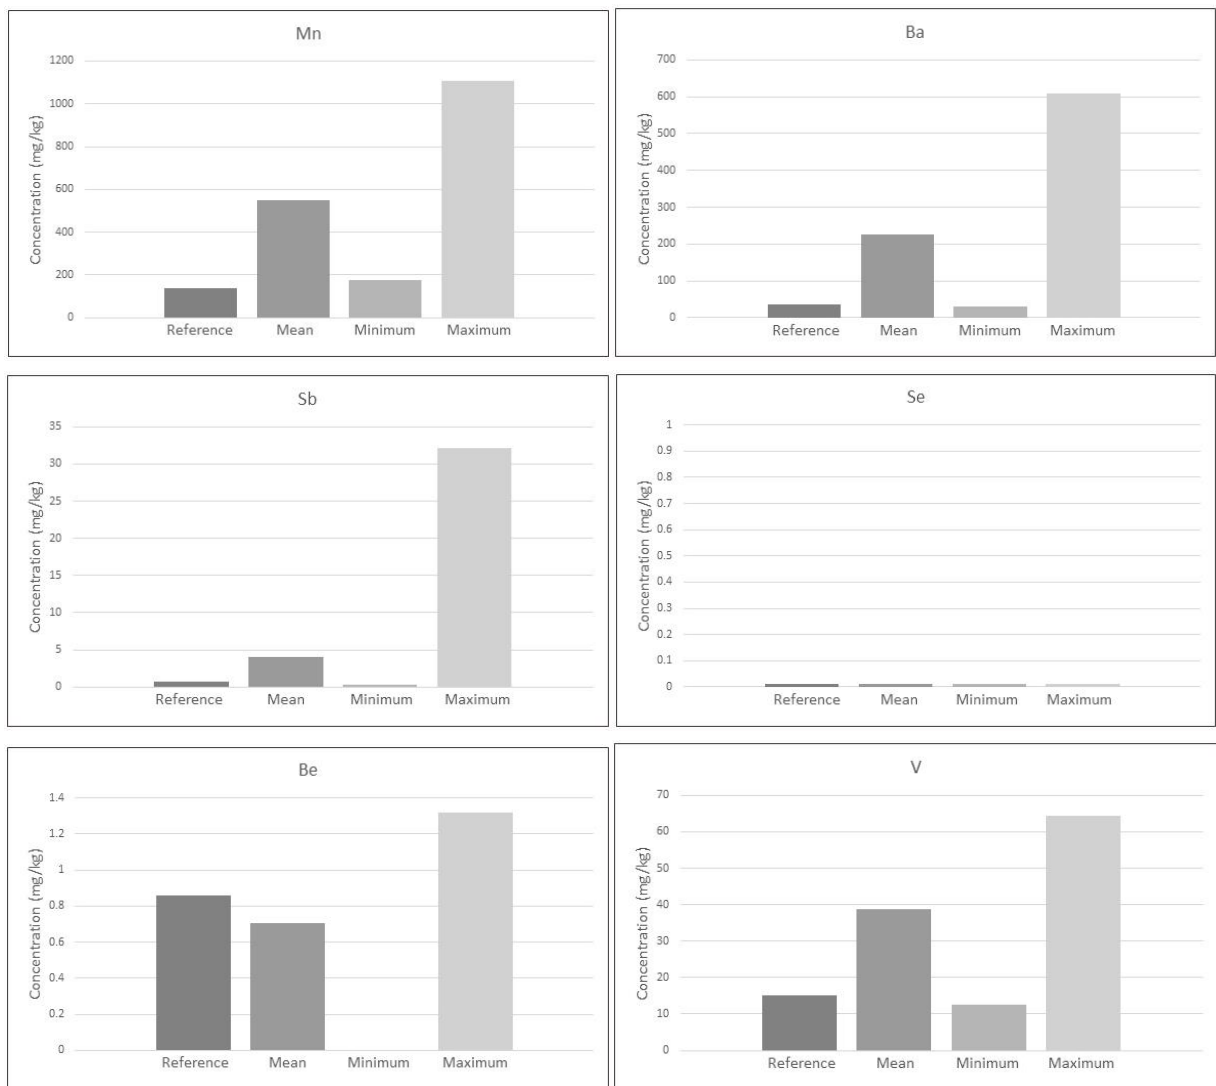 Mn
Concentration (mg/kg)
1200
1000
800
600
400
200
0
Reference Mean Minimum Maximum
Ba
Concentration (mg/kg)
700
600
500
400
300
200
100
0
Reference Mean Minimum Maximum
Sb
Concentration (mg/kg)
35
30
25
20
15
10
5
0
Reference Mean Minimum Maximum
Se
Concentration (mg/kg)
1
0.9
0.8
0.7
0.6
0.5
0.4
0.3
0.2
0.1
0
Reference Mean Minimum Maximum
Be
Concentration (mg/kg)
1.4
1.2
1
0.8
0.6
0.4
0.2
0
Reference Mean Minimum Maximum
V
Concentration (mg/kg)
70
60
50
40
30
20
10
0
Reference Mean Minimum Maximum